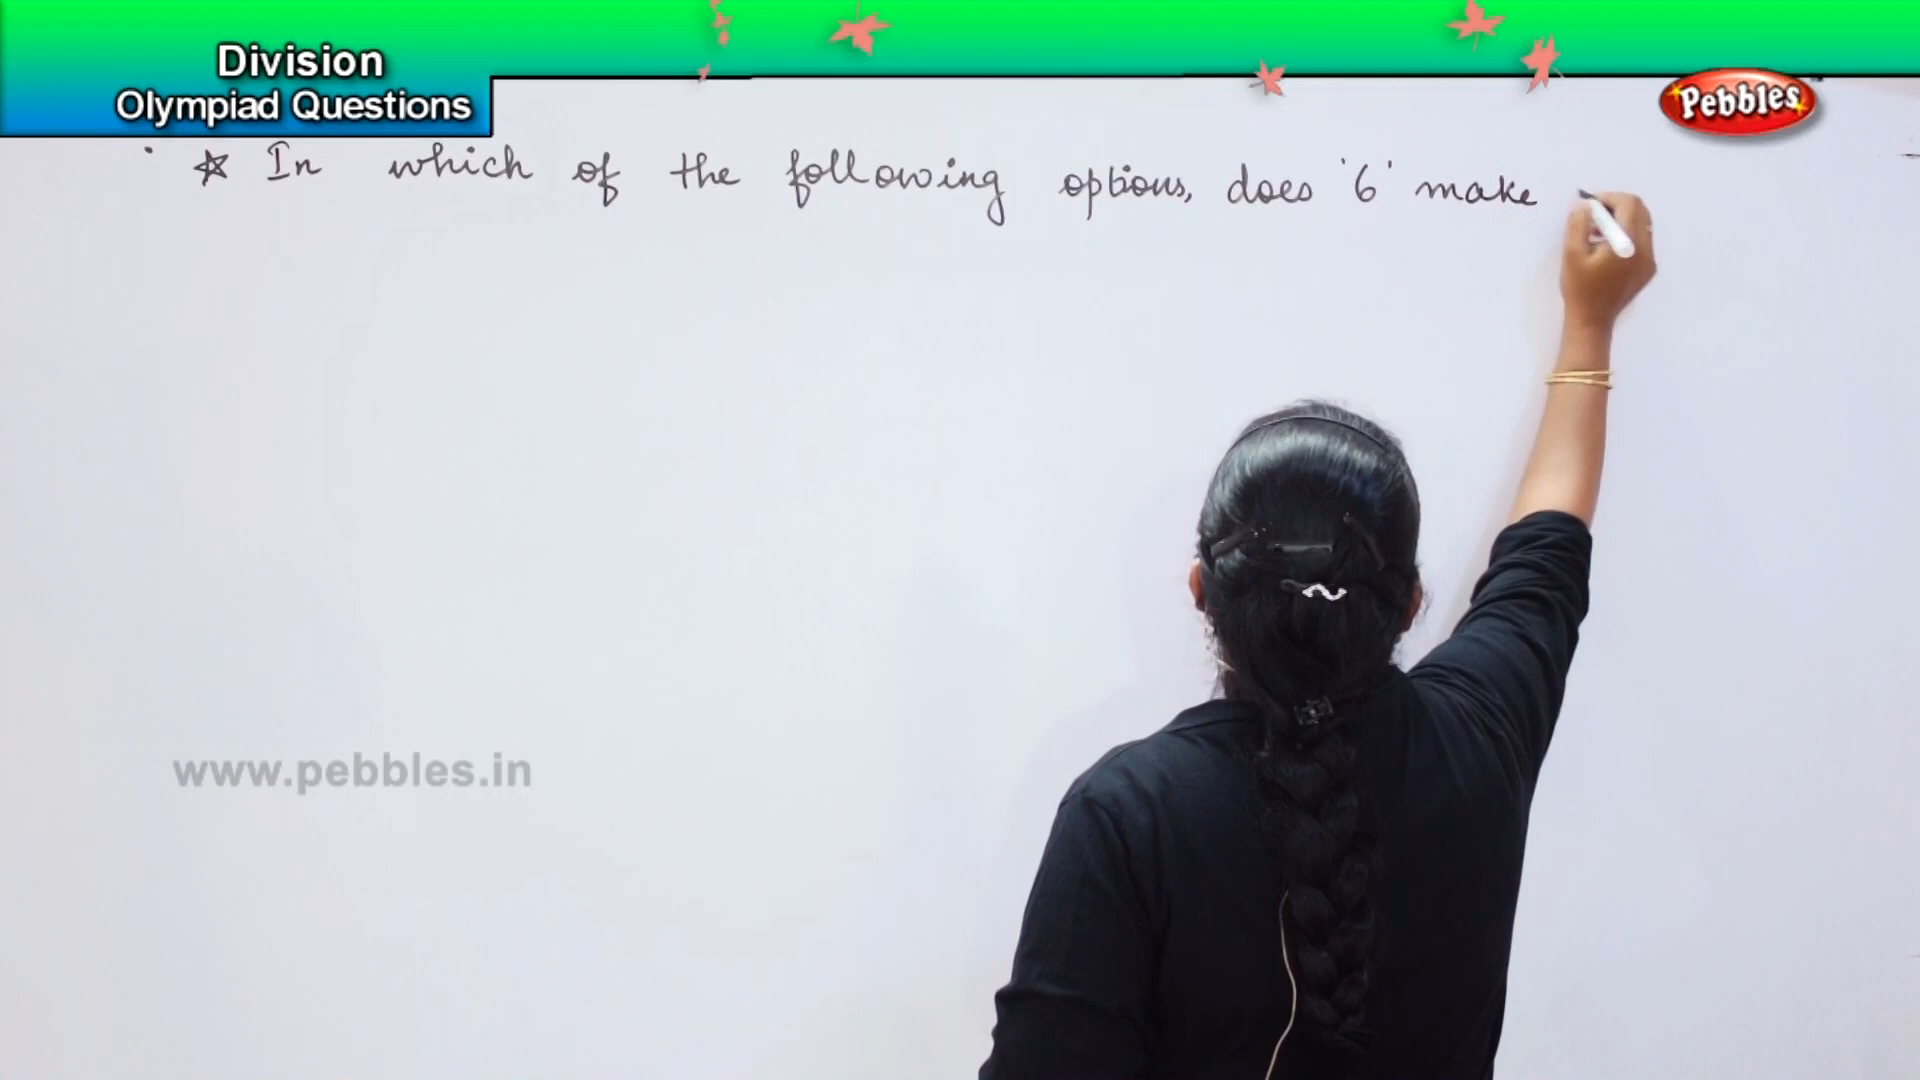 Division
Olympiad Questions
Pebbles
☆ In which of the following options, does '6' make
www.pebbles.in